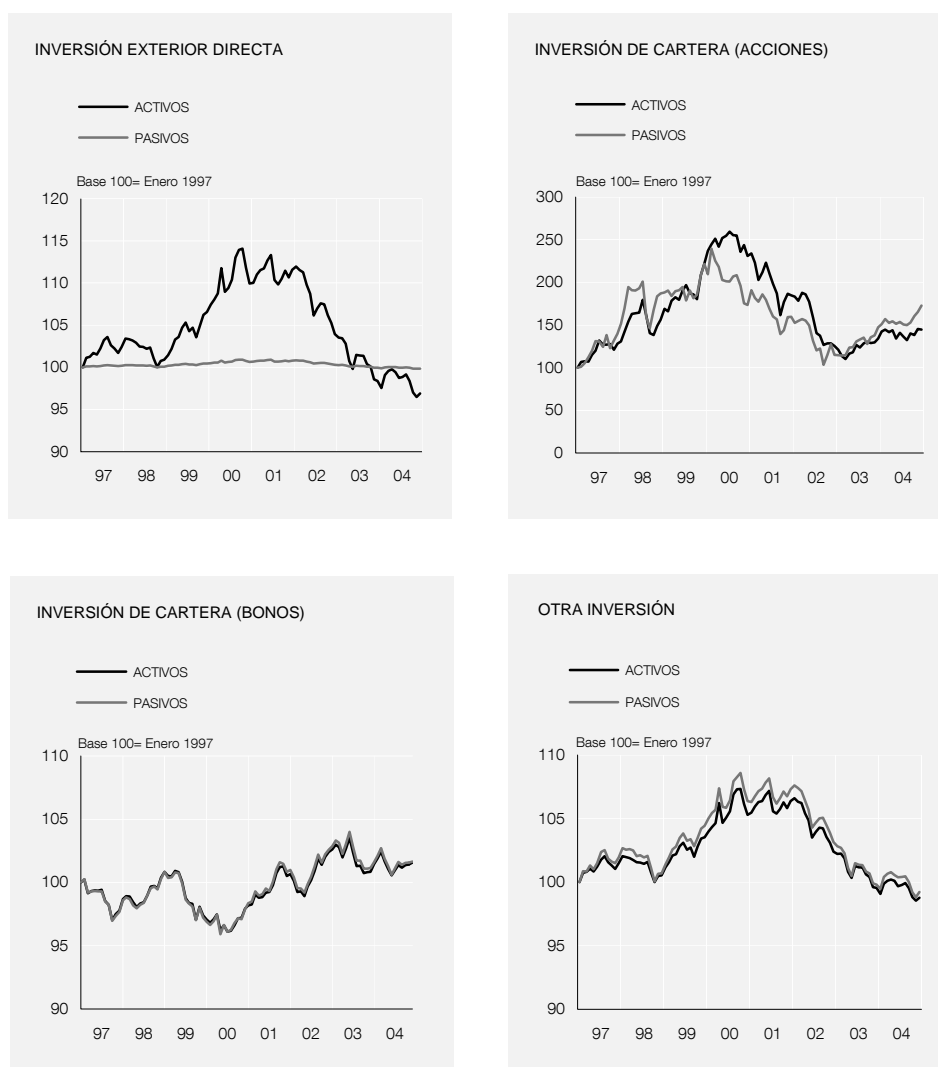 INVERSIÓN EXTERIOR DIRECTA
ACTIVOS
PASIVOS
Base 100= Enero 1997
120
115
110
105
100
95
90
97 98 99 00 01 02 03 04
INVERSIÓN DE CARTERA (ACCIONES)
ACTIVOS
PASIVOS
Base 100= Enero 1997
300
250
200
150
100
50
0
97 98 99 00 01 02 03 04
INVERSIÓN DE CARTERA (BONOS)
ACTIVOS
PASIVOS
Base 100= Enero 1997
110
105
100
95
90
97 98 99 00 01 02 03 04
OTRA INVERSIÓN
ACTIVOS
PASIVOS
Base 100= Enero 1997
110
105
100
95
90
97 98 99 00 01 02 03 04